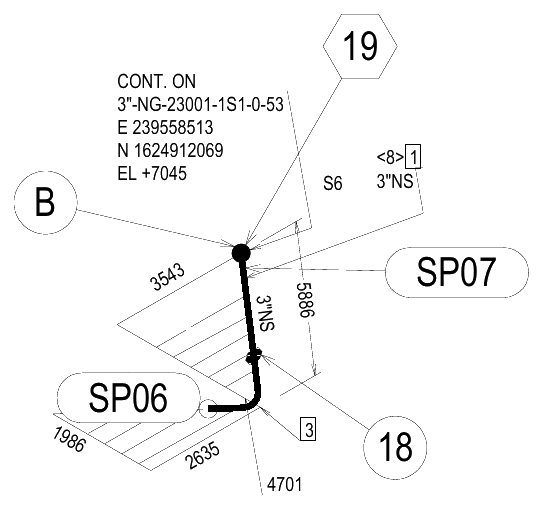 19
CONT. ON
3"-NG-23001-1S1-0-53
E 239558513
N 1624912069
EL +7045
<8> 1
S6
3"NS
B
SP07
3543
5886
3"NS
SP06
1986
2635
3
18
4701